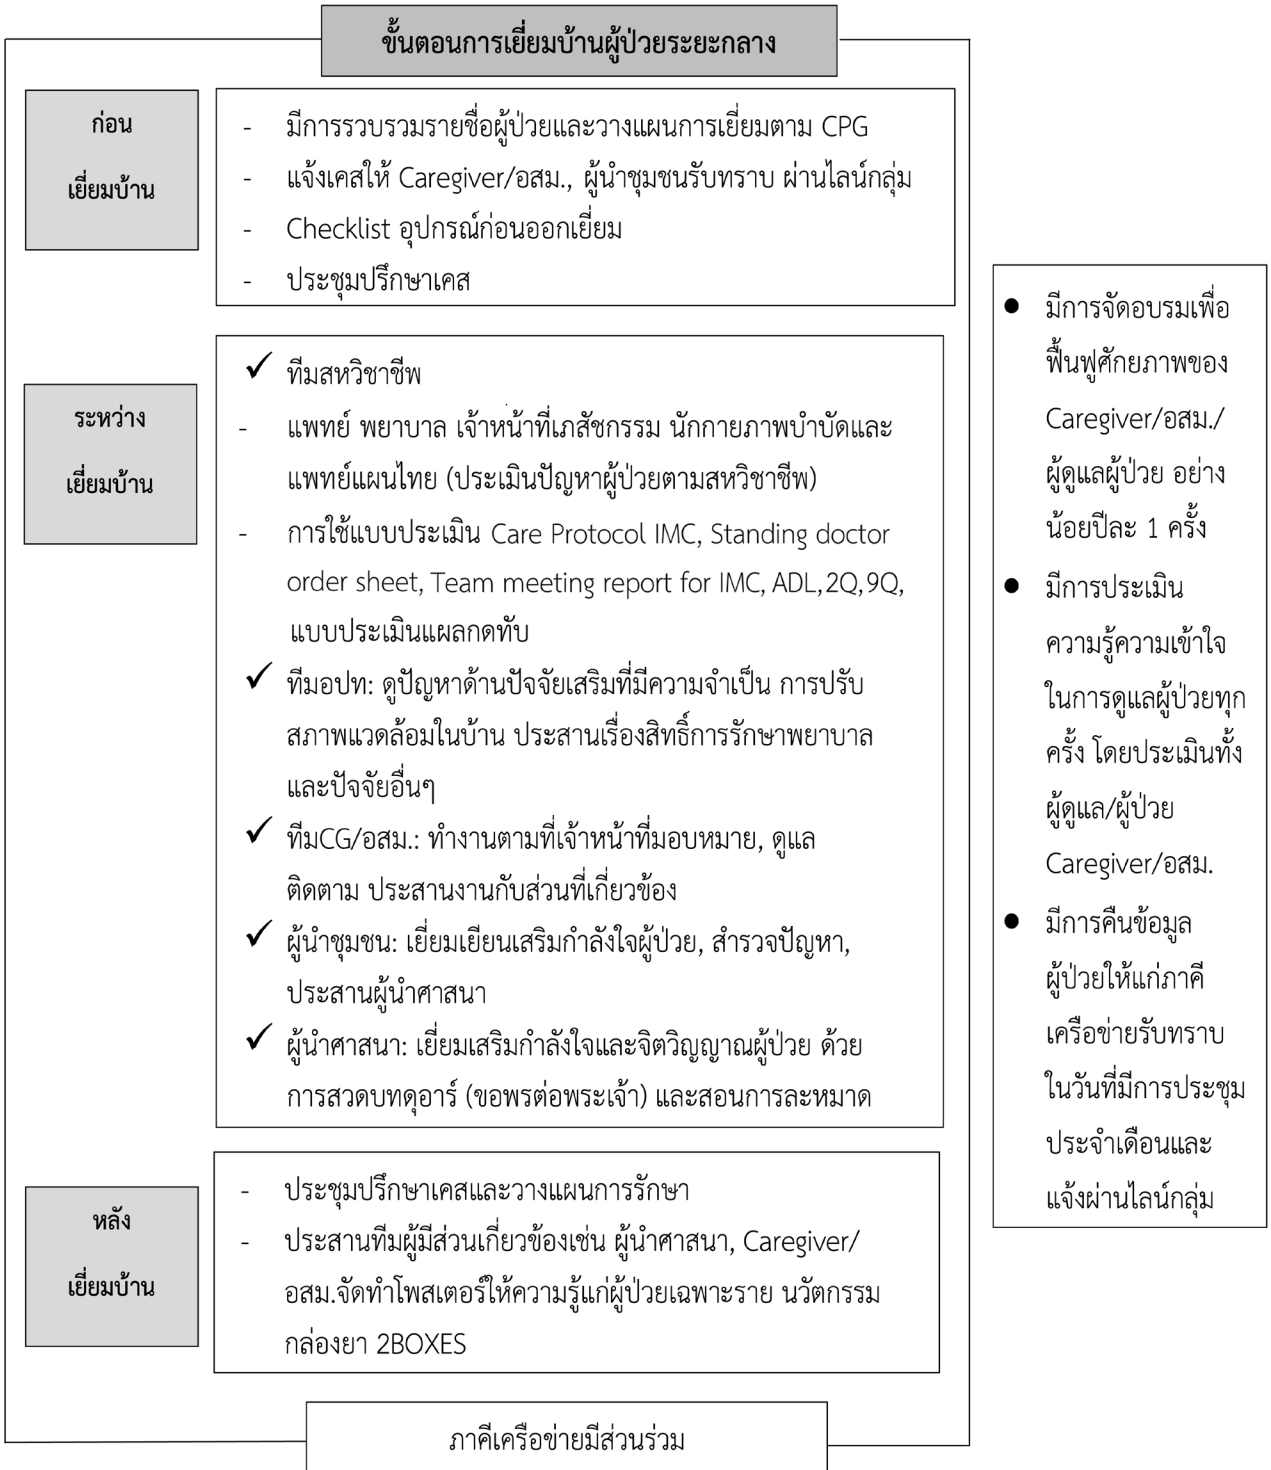 ขั้นตอนการเยี่ยมบ้านผู้ป่วยระยะกลาง
ก่อน
เยี่ยมบ้าน
- มีการรวบรวมรายชื่อผู้ป่วยและวางแผนการเยี่ยมตาม CPG
- แจ้งเคสให้ Caregiver/อสม., ผู้นำชุมชนรับทราบ ผ่านไลน์กลุ่ม
- Checklist อุปกรณ์ก่อนออกเยี่ยม
- ประชุมปรึกษาเคส
ระหว่าง
เยี่ยมบ้าน
✓ ทีมสหวิชาชีพ
- แพทย์ พยาบาล เจ้าหน้าที่เภสัชกรรม นักกายภาพบำบัดและ
แพทย์แผนไทย (ประเมินปัญหาผู้ป่วยตามสหวิชาชีพ)
- การใช้แบบประเมิน Care Protocol IMC, Standing doctor
order sheet, Team meeting report for IMC, ADL,2Q,9Q,
แบบประเมินแผลกดทับ
✓ ทีมอปท: ดูปัญหาด้านปัจจัยเสริมที่มีความจำเป็น การปรับ
สภาพแวดล้อมในบ้าน ประสานเรื่องสิทธิ์การรักษาพยาบาล
และปัจจัยอื่นๆ
✓ ทีมCG/อสม.: ทำงานตามที่เจ้าหน้าที่มอบหมาย, ดูแล
ติดตาม ประสานงานกับส่วนที่เกี่ยวข้อง
✓ ผู้นำชุมชน: เยี่ยมเยียนเสริมกำลังใจผู้ป่วย, สำรวจปัญหา,
ประสานผู้นำศาสนา
✓ ผู้นำศาสนา: เยี่ยมเสริมกำลังใจและจิตวิญญาณผู้ป่วย ด้วย
การสวดบทดุอาร์ (ขอพรต่อพระเจ้า) และสอนการละหมาด
หลัง
เยี่ยมบ้าน
- ประชุมปรึกษาเคสและวางแผนการรักษา
- ประสานทีมผู้มีส่วนเกี่ยวข้องเช่น ผู้นำศาสนา, Caregiver/
อสม.จัดทำโพสเตอร์ให้ความรู้แก่ผู้ป่วยเฉพาะราย นวัตกรรม
กล่องยา 2BOXES
ภาคีเครือข่ายมีส่วนร่วม
● มีการจัดอบรมเพื่อ
ฟื้นฟูศักยภาพของ
Caregiver/อสม./
ผู้ดูแลผู้ป่วย อย่าง
น้อยปีละ 1 ครั้ง
● มีการประเมิน
ความรู้ความเข้าใจ
ในการดูแลผู้ป่วยทุก
ครั้ง โดยประเมินทั้ง
ผู้ดูแล/ผู้ป่วย
Caregiver/อสม.
● มีการคืนข้อมูล
ผู้ป่วยให้แก่ภาคี
เครือข่ายรับทราบ
ในวันที่มีการประชุม
ประจำเดือนและ
แจ้งผ่านไลน์กลุ่ม